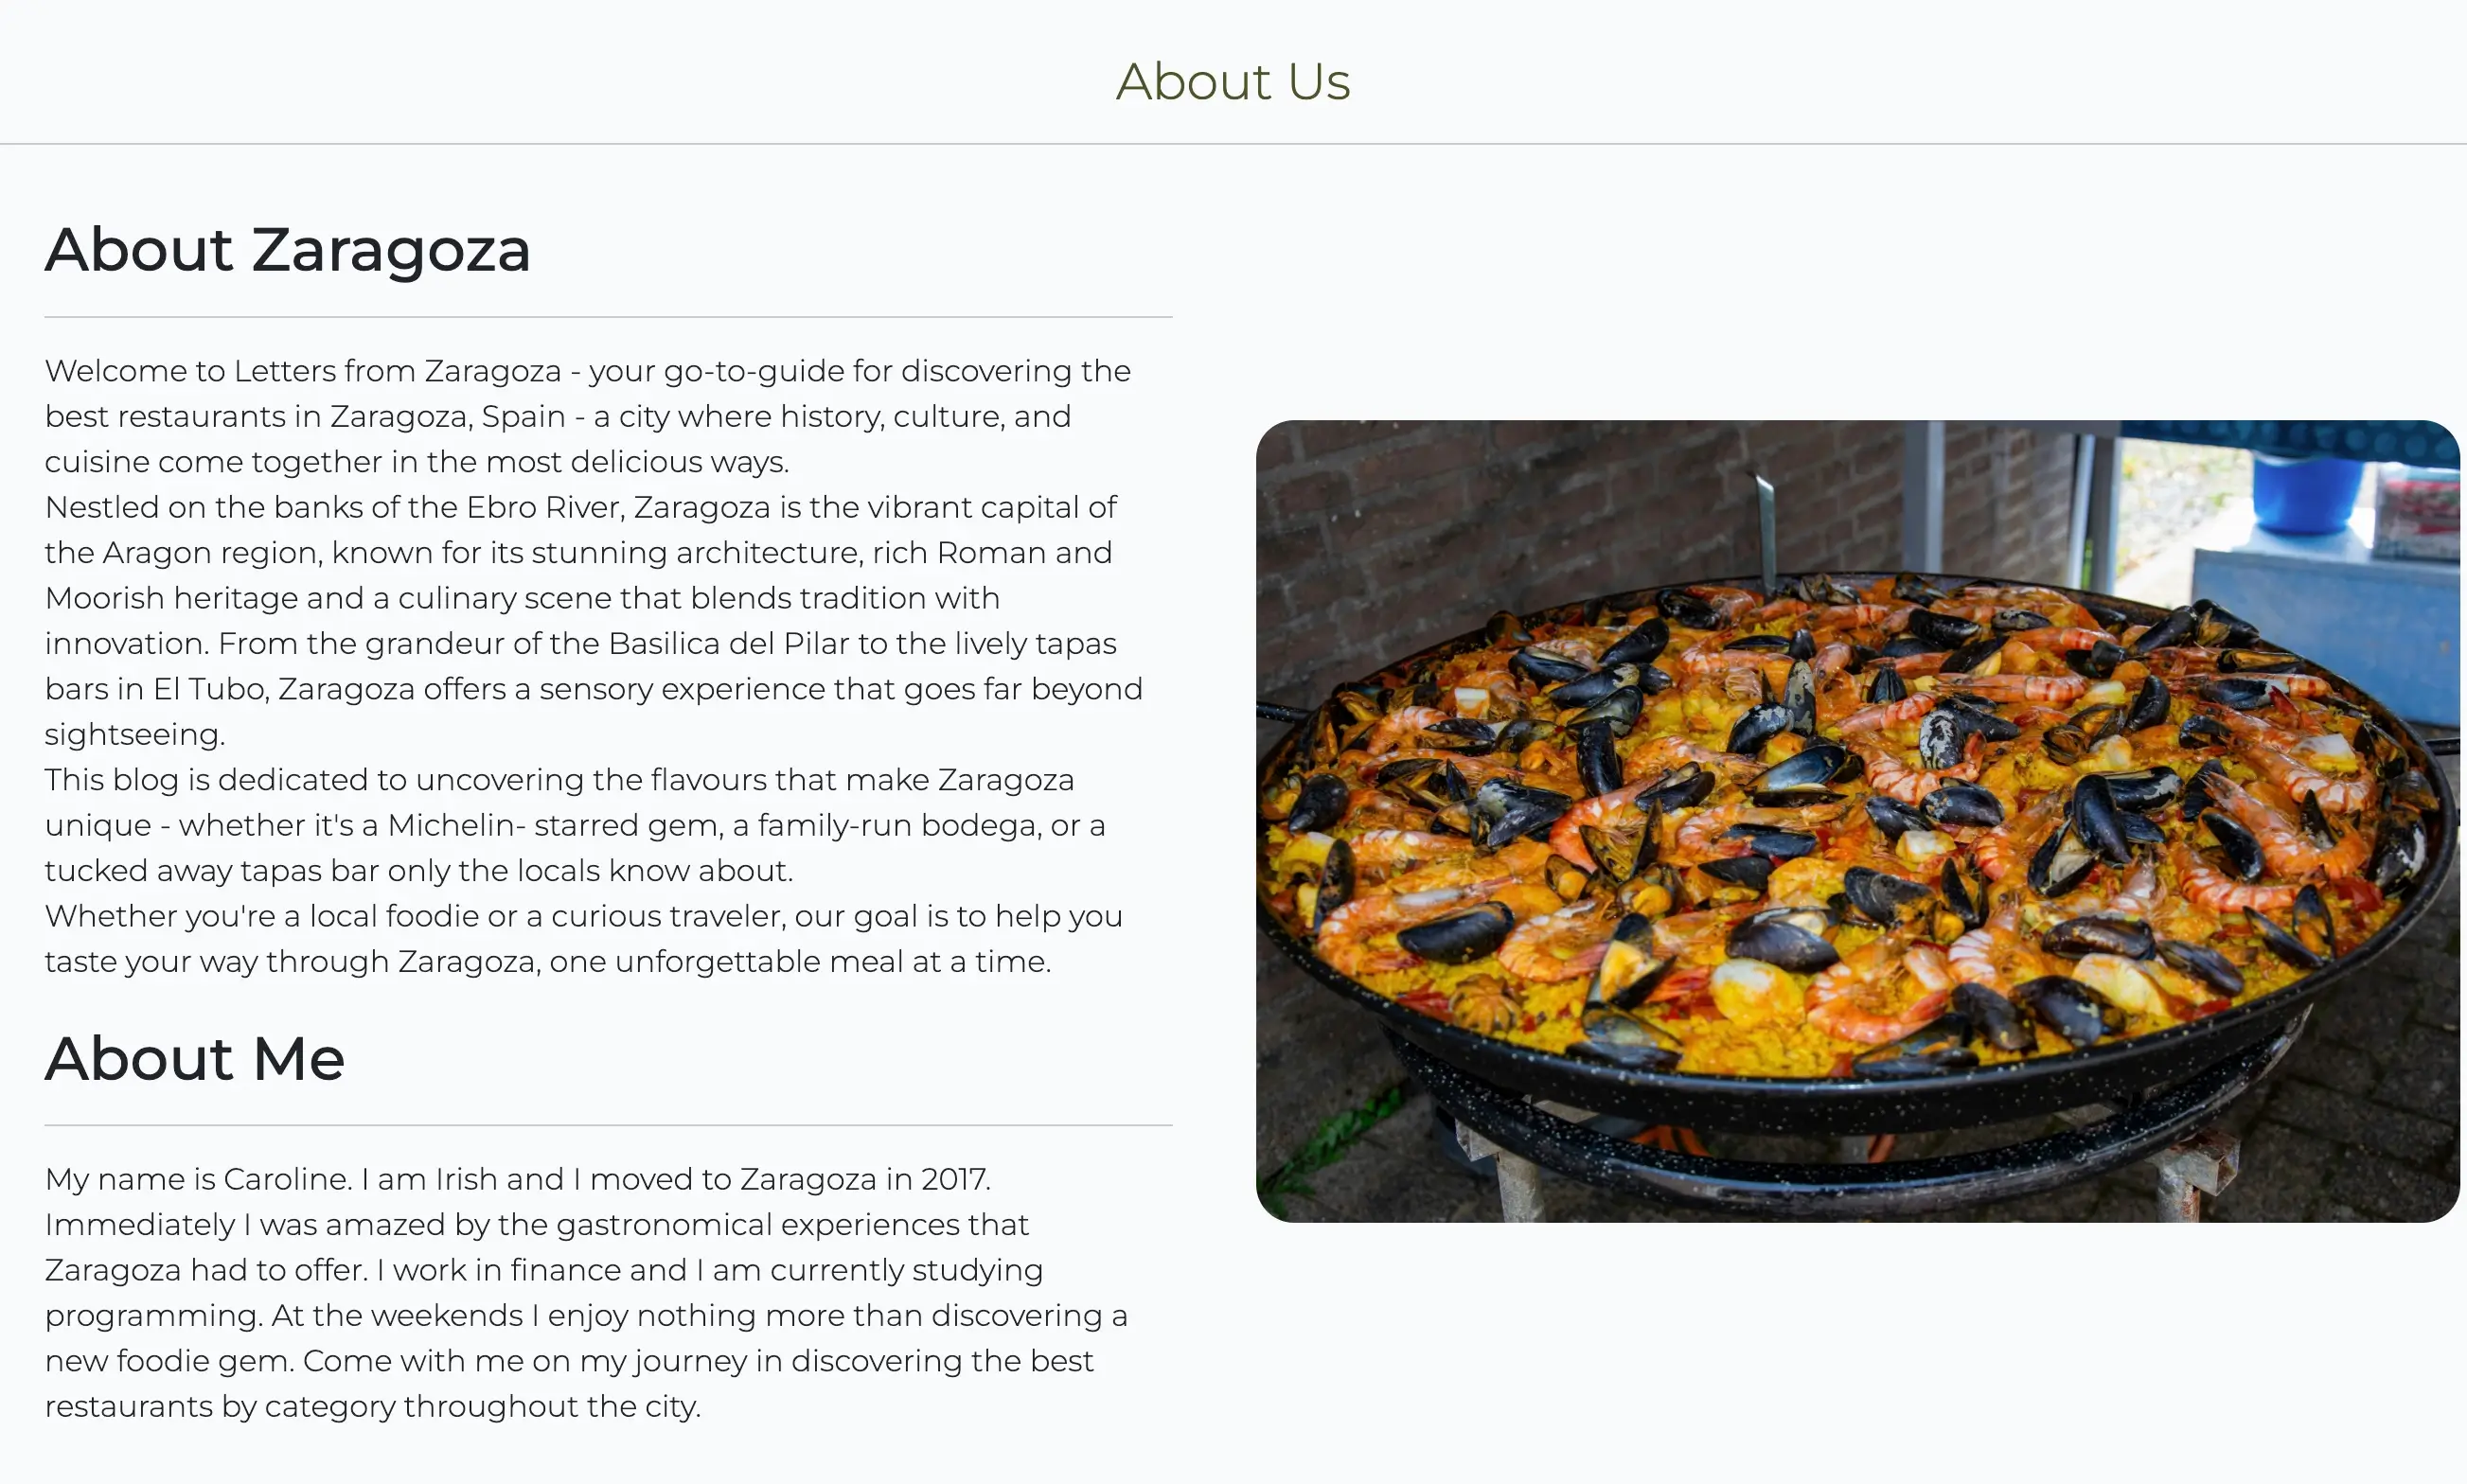 About Us
About Zaragoza
Welcome to Letters from Zaragoza - your go-to-guide for discovering the
best restaurants in Zaragoza, Spain - a city where history, culture, and
cuisine come together in the most delicious ways.
Nestled on the banks of the Ebro River, Zaragoza is the vibrant capital of
the Aragon region, known for its stunning architecture, rich Roman and
Moorish heritage and a culinary scene that blends tradition with
innovation. From the grandeur of the Basilica del Pilar to the lively tapas
bars in El Tubo, Zaragoza offers a sensory experience that goes far beyond
sightseeing.
This blog is dedicated to uncovering the flavours that make Zaragoza
unique - whether it's a Michelin- starred gem, a family-run bodega, or a
tucked away tapas bar only the locals know about.
Whether you're a local foodie or a curious traveler, our goal is to help you
taste your way through Zaragoza, one unforgettable meal at a time.
About Me
My name is Caroline. I am Irish and I moved to Zaragoza in 2017.
Immediately I was amazed by the gastronomical experiences that
Zaragoza had to offer. I work in finance and I am currently studying
programming. At the weekends I enjoy nothing more than discovering a
new foodie gem. Come with me on my journey in discovering the best
restaurants by category throughout the city.